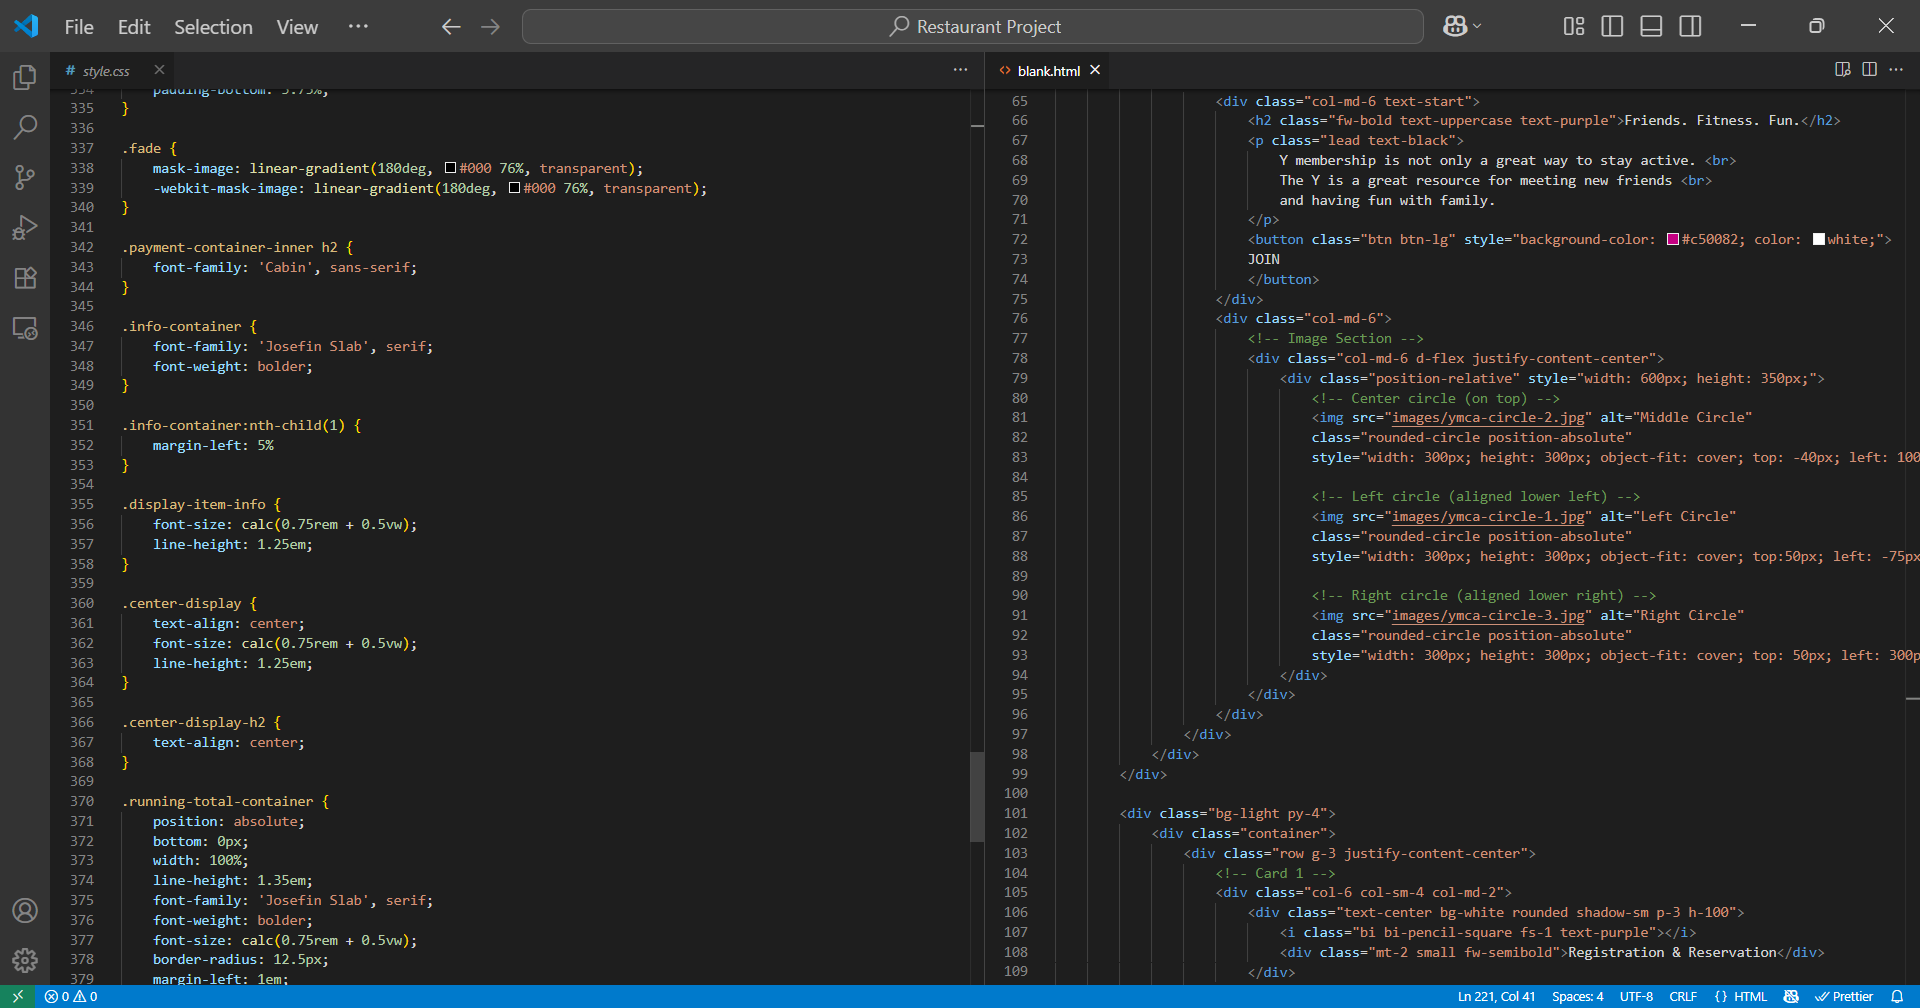 File Edit Selection View ··· Restaurant Project
# style.css
334 padding-bottom: 3.75%;
335 }
336
337 .fade {
338 mask-image: linear-gradient(180deg, #000 76%, transparent);
339 -webkit-mask-image: linear-gradient(180deg, #000 76%, transparent);
340 }
341
342 .payment-container-inner h2 {
343 font-family: 'Cabin', sans-serif;
344 }
345
346 .info-container {
347 font-family: 'Josefin Slab', serif;
348 font-weight: bolder;
349 }
350
351 .info-container:nth-child(1) {
352 margin-left: 5%
353 }
354
355 .display-item-info {
356 font-size: calc(0.75rem + 0.5vw);
357 line-height: 1.25em;
358 }
359
360 .center-display {
361 text-align: center;
362 font-size: calc(0.75rem + 0.5vw);
363 line-height: 1.25em;
364 }
365
366 .center-display-h2 {
367 text-align: center;
368 }
369
370 .running-total-container {
371 position: absolute;
372 bottom: 0px;
373 width: 100%;
374 line-height: 1.35em;
375 font-family: 'Josefin Slab', serif;
376 font-weight: bolder;
377 font-size: calc(0.75rem + 0.5vw);
378 border-radius: 12.5px;
379 margin-left: 1em;
<> blank.html
65 <div class="col-md-6 text-start">
66 <h2 class="fw-bold text-uppercase text-purple">Friends. Fitness. Fun.</h2>
67 <p class="lead text-black">
68 Y membership is not only a great way to stay active. <br>
69 The Y is a great resource for meeting new friends <br>
70 and having fun with family.
71 </p>
72 <button class="btn btn-lg" style="background-color: #c50082; color: white;">
73 JOIN
74 </button>
75 </div>
76 <div class="col-md-6">
77 <!-- Image Section -->
78 <div class="col-md-6 d-flex justify-content-center">
79 <div class="position-relative" style="width: 600px; height: 350px;">
80 <!-- Center circle (on top) -->
81 <img src="images/ymca-circle-2.jpg" alt="Middle Circle"
82 class="rounded-circle position-absolute"
83 style="width: 300px; height: 300px; object-fit: cover; top: -40px; left: 100
84
85 <!-- Left circle (aligned lower left) -->
86 <img src="images/ymca-circle-1.jpg" alt="Left Circle"
87 class="rounded-circle position-absolute"
88 style="width: 300px; height: 300px; object-fit: cover; top:50px; left: -75px
89
90 <!-- Right circle (aligned lower right) -->
91 <img src="images/ymca-circle-3.jpg" alt="Right Circle"
92 class="rounded-circle position-absolute"
93 style="width: 300px; height: 300px; object-fit: cover; top: 50px; left: 300p
94 </div>
95 </div>
96 </div>
97 </div>
98 </div>
99 </div>
100
101 <div class="bg-light py-4">
102 <div class="container">
103 <div class="row g-3 justify-content-center">
104 <!-- Card 1 -->
105 <div class="col-6 col-sm-4 col-md-2">
106 <div class="text-center bg-white rounded shadow-sm p-3 h-100">
107 <i class="bi bi-pencil-square fs-1 text-purple"></i>
108 <div class="mt-2 small fw-semibold">Registration & Reservation</div>
109 </div>
0 0 Ln 221, Col 41 Spaces: 4 UTF-8 CRLF {} HTML Prettier